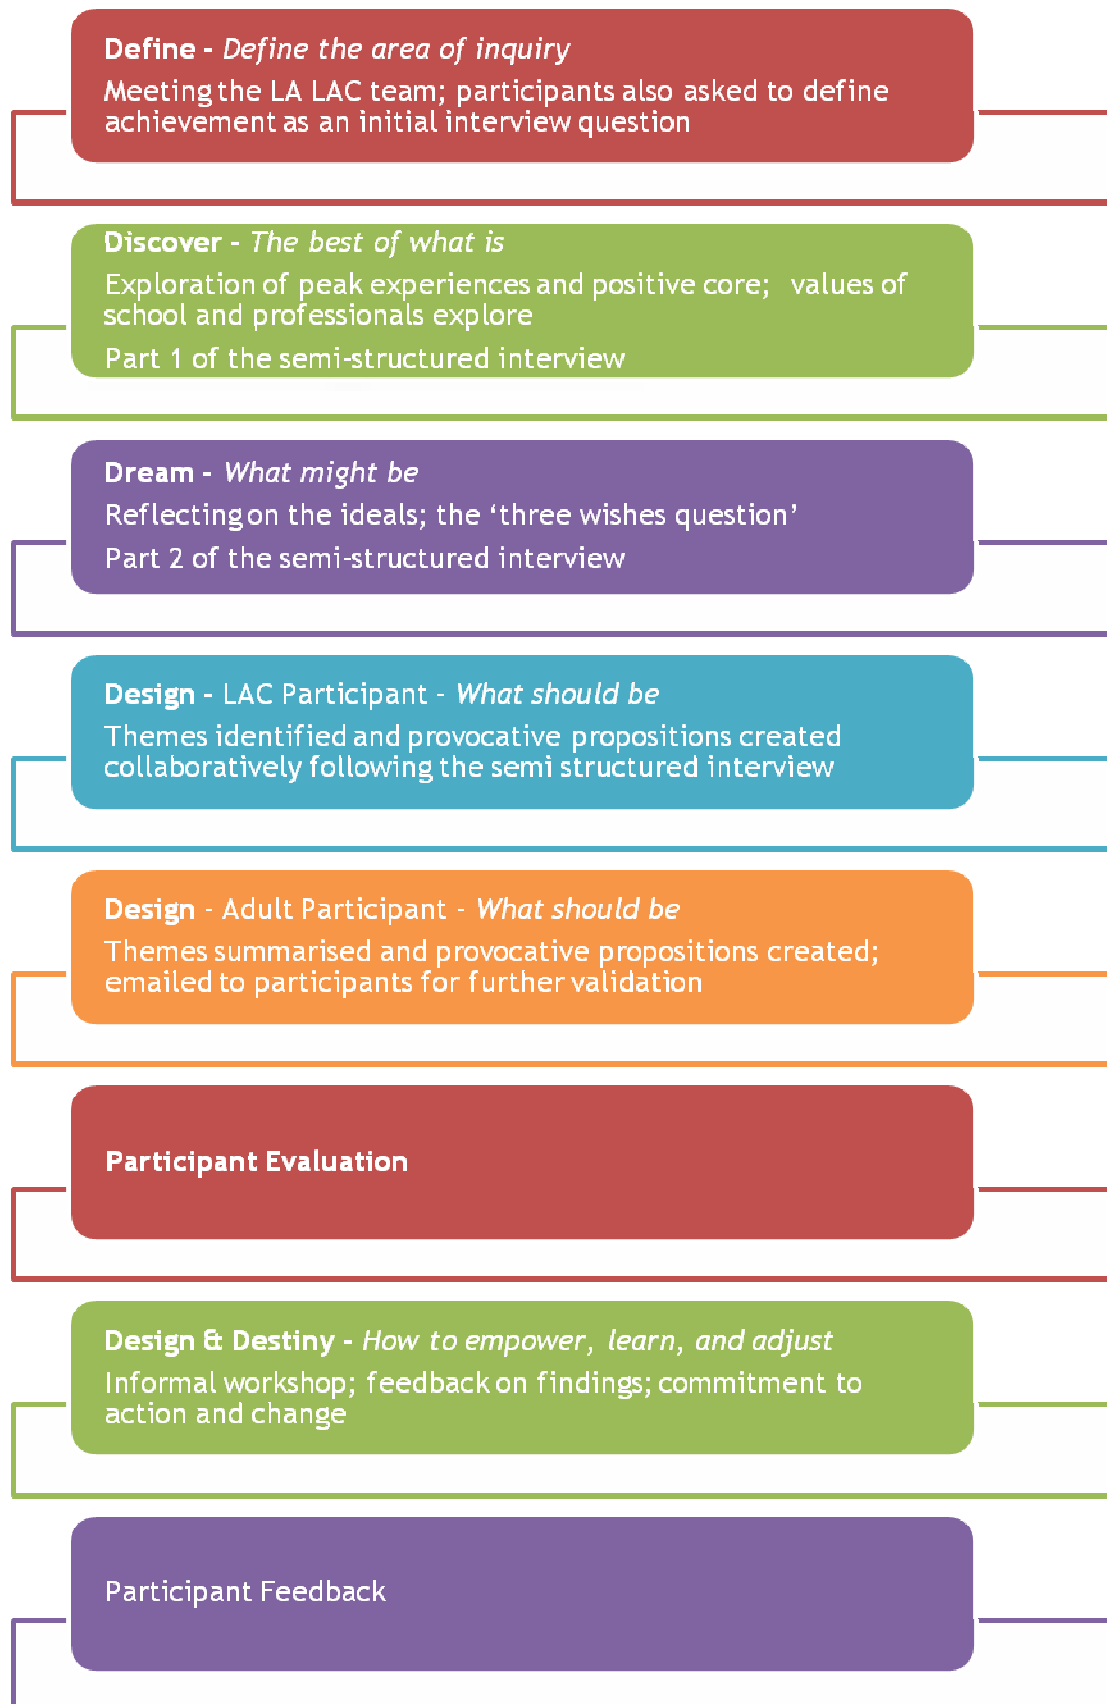 Define - Define the area of inquiry
Meeting the LA LAC team; participants also asked to define
achievement as an initial interview question
Discover - The best of what is
Exploration of peak experiences and positive core; values of
school and professionals explore
Part 1 of the semi-structured interview
Dream - What might be
Reflecting on the ideals; the ‘three wishes question’
Part 2 of the semi-structured interview
Design - LAC Participant - What should be
Themes identified and provocative propositions created
collaboratively following the semi structured interview
Design - Adult Participant - What should be
Themes summarised and provocative propositions created;
emailed to participants for further validation
Participant Evaluation
Design & Destiny - How to empower, learn, and adjust
Informal workshop; feedback on findings; commitment to
action and change
Participant Feedback